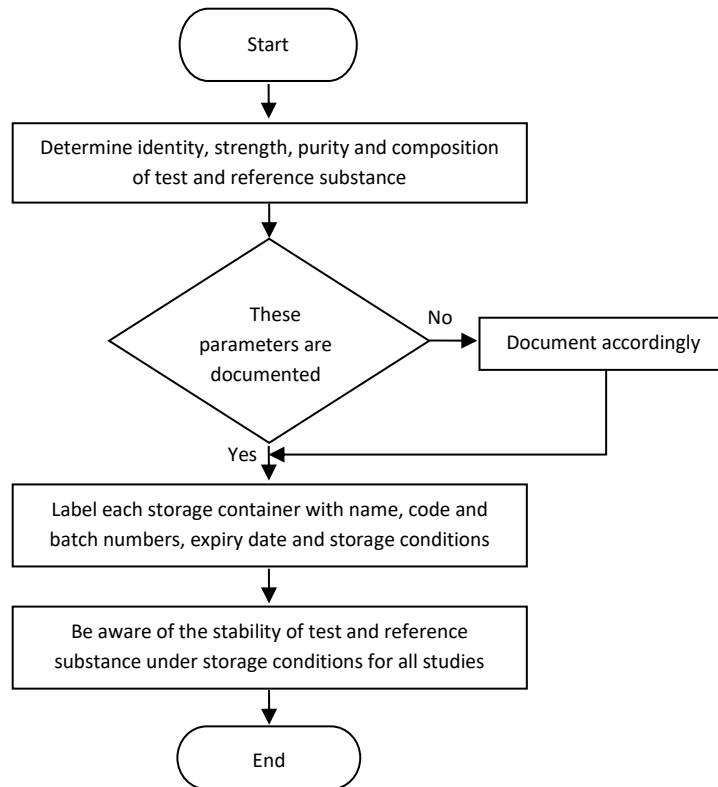 Start
Determine identity, strength, purity and composition
of test and reference substance
These
parameters are
documented
No
Document accordingly
Yes
Label each storage container with name, code and
batch numbers, expiry date and storage conditions
Be aware of the stability of test and reference
substance under storage conditions for all studies
End